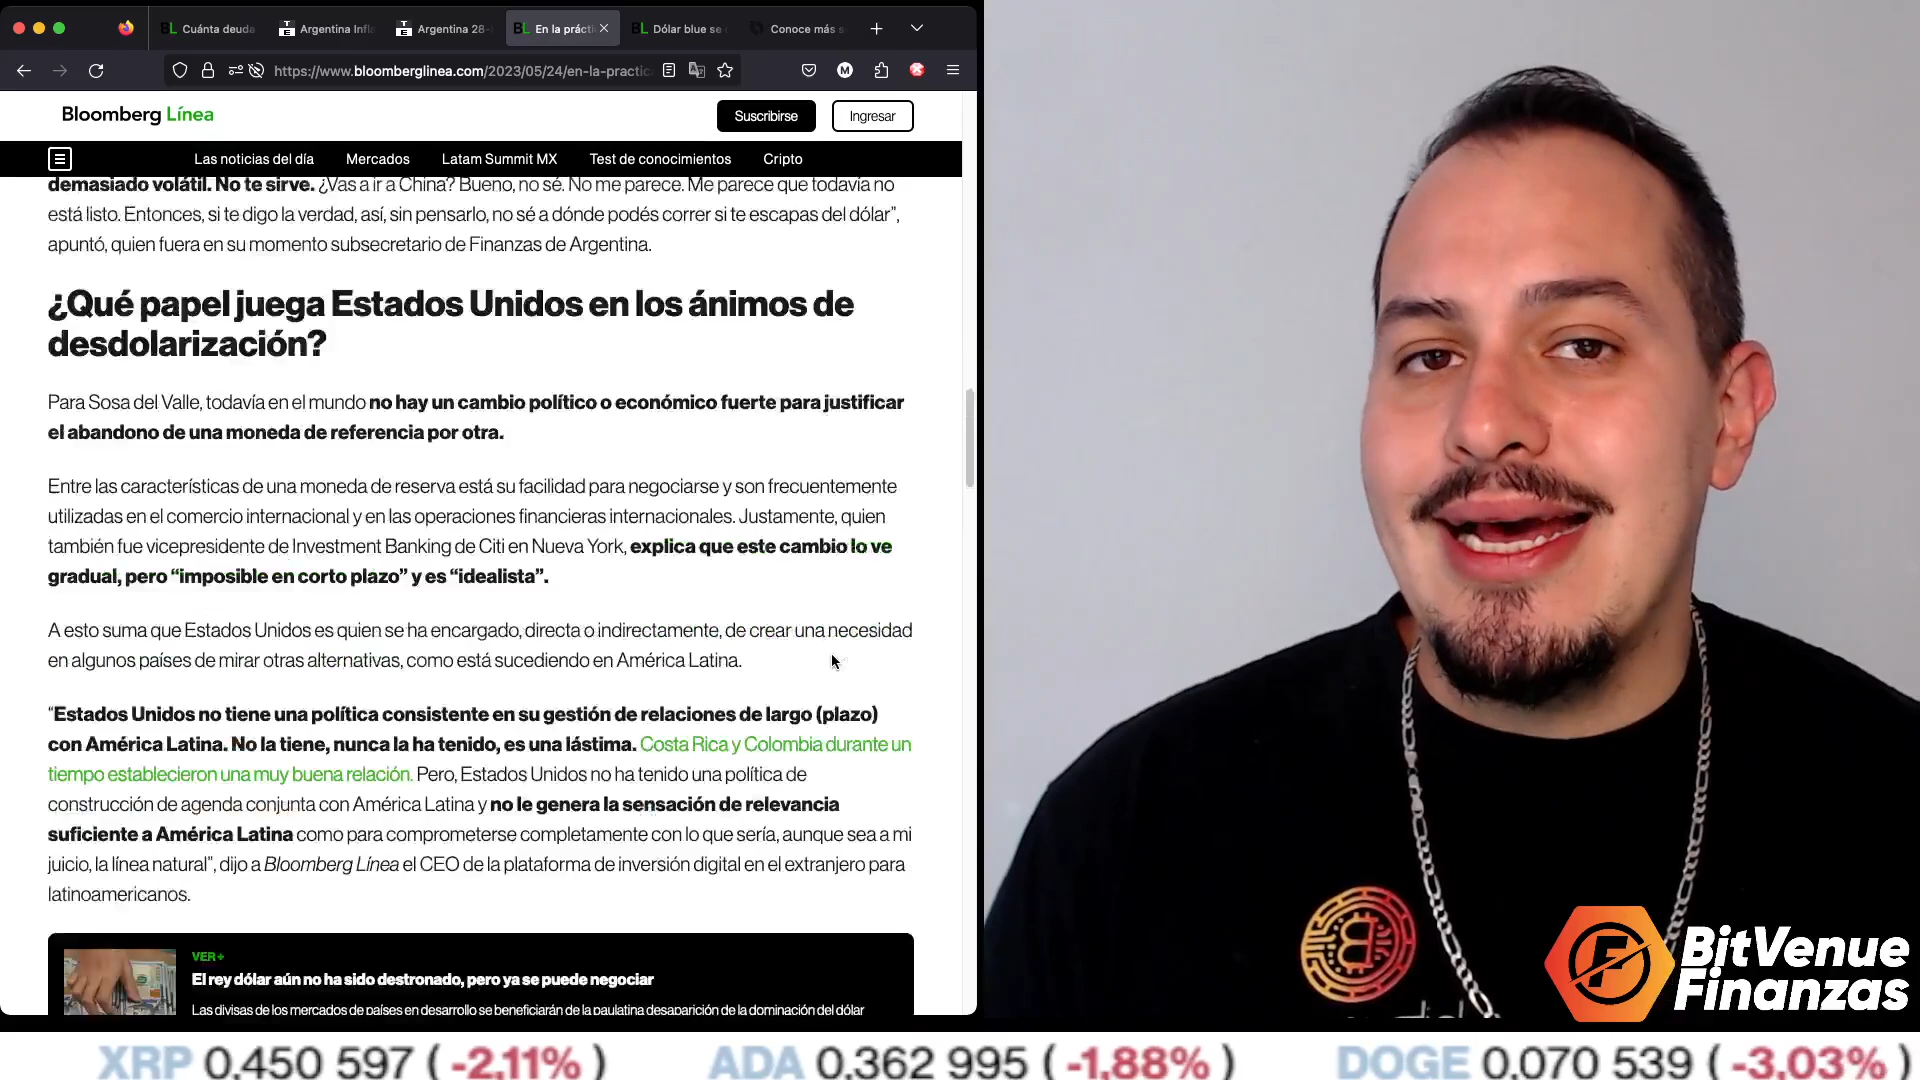 Cuánta deuda
Argentina Infl
Argentina 28-
En la práctic
Dólar blue se
Conoce más s
https://www.bloomberglinea.com/2023/05/24/en-la-practica
Bloomberg Línea
Suscribirse
Ingresar
Las noticias del día
Mercados
Latam Summit MX
Test de conocimientos
Cripto
demasiado volátil. No te sirve. ¿Vas a ir a China? Bueno, no sé. No me parece. Me parece que todavía no
está listo. Entonces, si te digo la verdad, así, sin pensarlo, no sé a dónde podés correr si te escapas del dólar”,
apuntó, quien fuera en su momento subsecretario de Finanzas de Argentina.
¿Qué papel juega Estados Unidos en los ánimos de
desdolarización?
Para Sosa del Valle, todavía en el mundo no hay un cambio político o económico fuerte para justificar
el abandono de una moneda de referencia por otra.
Entre las características de una moneda de reserva está su facilidad para negociarse y son frecuentemente
utilizadas en el comercio internacional y en las operaciones financieras internacionales. Justamente, quien
también fue vicepresidente de Investment Banking de Citi en Nueva York, explica que este cambio lo ve
gradual, pero “imposible en corto plazo” y es “idealista”.
A esto suma que Estados Unidos es quien se ha encargado, directa o indirectamente, de crear una necesidad
en algunos países de mirar otras alternativas, como está sucediendo en América Latina.
“Estados Unidos no tiene una política consistente en su gestión de relaciones de largo (plazo)
con América Latina. No la tiene, nunca la ha tenido, es una lástima. Costa Rica y Colombia durante un
tiempo establecieron una muy buena relación. Pero, Estados Unidos no ha tenido una política de
construcción de agenda conjunta con América Latina y no le genera la sensación de relevancia
suficiente a América Latina como para comprometerse completamente con lo que sería, aunque sea a mi
juicio, la línea natural”, dijo a Bloomberg Línea el CEO de la plataforma de inversión digital en el extranjero para
latinoamericanos.
VER+
El rey dólar aún no ha sido destronado, pero ya se puede negociar
Las divisas de los mercados de países en desarrollo se beneficiarán de la paulatina desaparición de la dominación del dólar
BitVenue
Finanzas
XRP 0,450 597 ( -2,11% )
ADA 0,362 995 ( -1,88% )
DOGE 0,070 539 ( -3,03% )